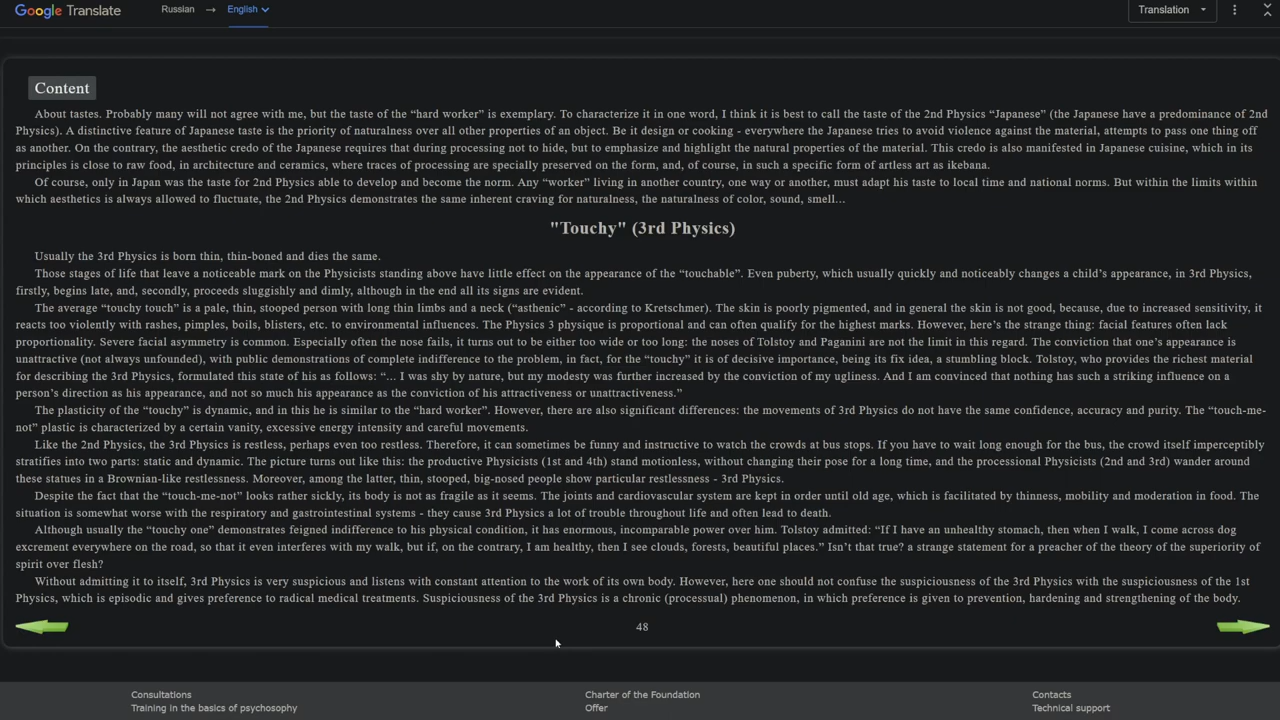 Google Translate
Russian → English
Translation
Content
About tastes. Probably many will not agree with me, but the taste of the “hard worker” is exemplary. To characterize it in one word, I think it is best to call the taste of the 2nd Physics “Japanese” (the Japanese have a predominance of 2nd
Physics). A distinctive feature of Japanese taste is the priority of naturalness over all other properties of an object. Be it design or cooking - everywhere the Japanese tries to avoid violence against the material, attempts to pass one thing off
as another. On the contrary, the aesthetic credo of the Japanese requires that during processing not to hide, but to emphasize and highlight the natural properties of the material. This credo is also manifested in Japanese cuisine, which in its
principles is close to raw food, in architecture and ceramics, where traces of processing are specially preserved on the form, and, of course, in such a specific form of artless art as ikebana.
Of course, only in Japan was the taste for 2nd Physics able to develop and become the norm. Any “worker” living in another country, one way or another, must adapt his taste to local time and national norms. But within the limits within
which aesthetics is always allowed to fluctuate, the 2nd Physics demonstrates the same inherent craving for naturalness, the naturalness of color, sound, smell...
"Touchy" (3rd Physics)
Usually the 3rd Physics is born thin, thin-boned and dies the same.
Those stages of life that leave a noticeable mark on the Physicists standing above have little effect on the appearance of the “touchable”. Even puberty, which usually quickly and noticeably changes a child’s appearance, in 3rd Physics,
firstly, begins late, and, secondly, proceeds sluggishly and dimly, although in the end all its signs are evident.
The average “touchy touch” is a pale, thin, stooped person with long thin limbs and a neck (“asthenic” - according to Kretschmer). The skin is poorly pigmented, and in general the skin is not good, because, due to increased sensitivity, it
reacts too violently with rashes, pimples, boils, blisters, etc. to environmental influences. The Physics 3 physique is proportional and can often qualify for the highest marks. However, here’s the strange thing: facial features often lack
proportionality. Severe facial asymmetry is common. Especially often the nose fails, it turns out to be either too wide or too long: the noses of Tolstoy and Paganini are not the limit in this regard. The conviction that one’s appearance is
unattractive (not always unfounded), with public demonstrations of complete indifference to the problem, in fact, for the “touchy” it is of decisive importance, being its fix idea, a stumbling block. Tolstoy, who provides the richest material
for describing the 3rd Physics, formulated this state of his as follows: “... I was shy by nature, but my modesty was further increased by the conviction of my ugliness. And I am convinced that nothing has such a striking influence on a
person’s direction as his appearance, and not so much his appearance as the conviction of his attractiveness or unattractiveness.”
The plasticity of the “touchy” is dynamic, and in this he is similar to the “hard worker”. However, there are also significant differences: the movements of 3rd Physics do not have the same confidence, accuracy and purity. The “touch-me-
not” plastic is characterized by a certain vanity, excessive energy intensity and careful movements.
Like the 2nd Physics, the 3rd Physics is restless, perhaps even too restless. Therefore, it can sometimes be funny and instructive to watch the crowds at bus stops. If you have to wait long enough for the bus, the crowd itself imperceptibly
stratifies into two parts: static and dynamic. The picture turns out like this: the productive Physicists (1st and 4th) stand motionless, without changing their pose for a long time, and the processional Physicists (2nd and 3rd) wander around
these statues in a Brownian-like restlessness. Moreover, among the latter, thin, stooped, big-nosed people show particular restlessness - 3rd Physics.
Despite the fact that the “touch-me-not” looks rather sickly, its body is not as fragile as it seems. The joints and cardiovascular system are kept in order until old age, which is facilitated by thinness, mobility and moderation in food. The
situation is somewhat worse with the respiratory and gastrointestinal systems - they cause 3rd Physics a lot of trouble throughout life and often lead to death.
Although usually the “touchy one” demonstrates feigned indifference to his physical condition, it has enormous, incomparable power over him. Tolstoy admitted: “If I have an unhealthy stomach, then when I walk, I come across dog
excrement everywhere on the road, so that it even interferes with my walk, but if, on the contrary, I am healthy, then I see clouds, forests, beautiful places.” Isn’t that true? a strange statement for a preacher of the theory of the superiority of
spirit over flesh?
Without admitting it to itself, 3rd Physics is very suspicious and listens with constant attention to the work of its own body. However, here one should not confuse the suspiciousness of the 3rd Physics with the suspiciousness of the 1st
Physics, which is episodic and gives preference to radical medical treatments. Suspiciousness of the 3rd Physics is a chronic (processual) phenomenon, in which preference is given to prevention, hardening and strengthening of the body.
48
Consultations
Training in the basics of psychosophy
Charter of the Foundation
Offer
Contacts
Technical support